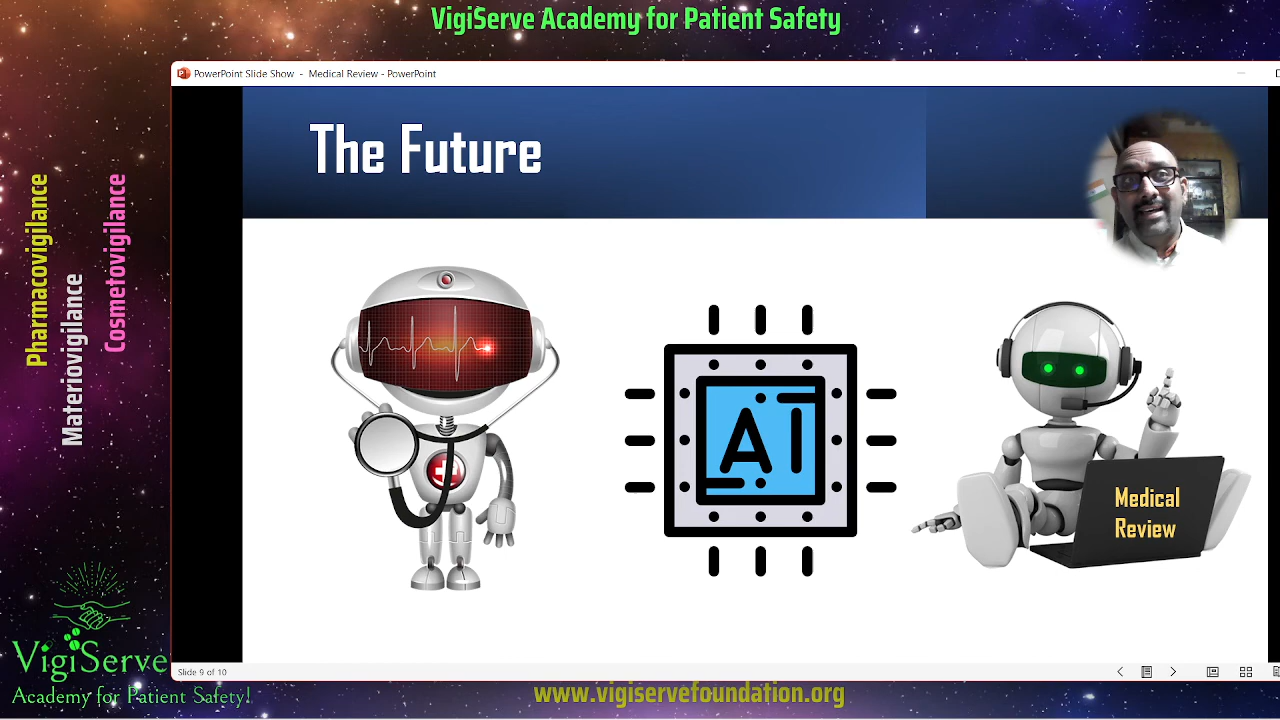 VigiServe Academy for Patient Safety
PowerPoint Slide Show - Medical Review - PowerPoint
The Future
Pharmacovigilance
Materiovigilance
Cosmetovigilance
AI
Medical
Review
VigiServe
Academy for Patient Safety!
Slide 9 of 10
www.vigiservefoundation.org